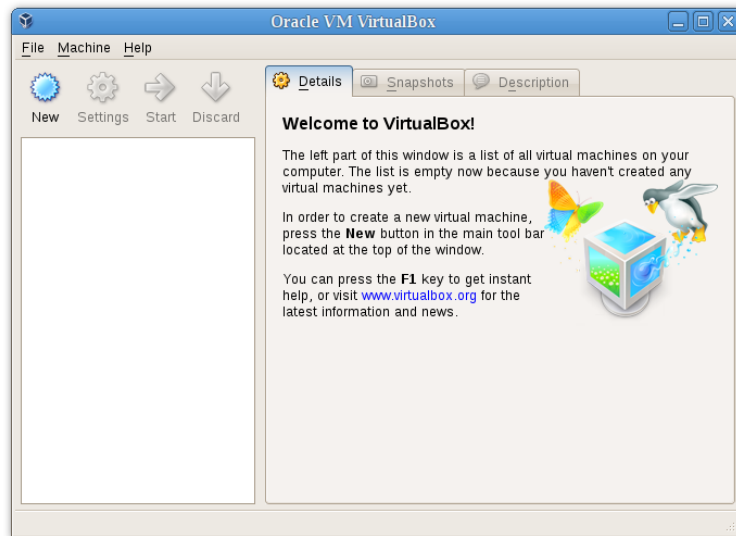 Oracle VM VirtualBox
File Machine Help
New Settings Start Discard
Details Snapshots Description
Welcome to VirtualBox!
The left part of this window is a list of all virtual machines on your
computer. The list is empty now because you haven't created any
virtual machines yet.
In order to create a new virtual machine,
press the New button in the main tool bar
located at the top of the window.
You can press the F1 key to get instant
help, or visit www.virtualbox.org for the
latest information and news.